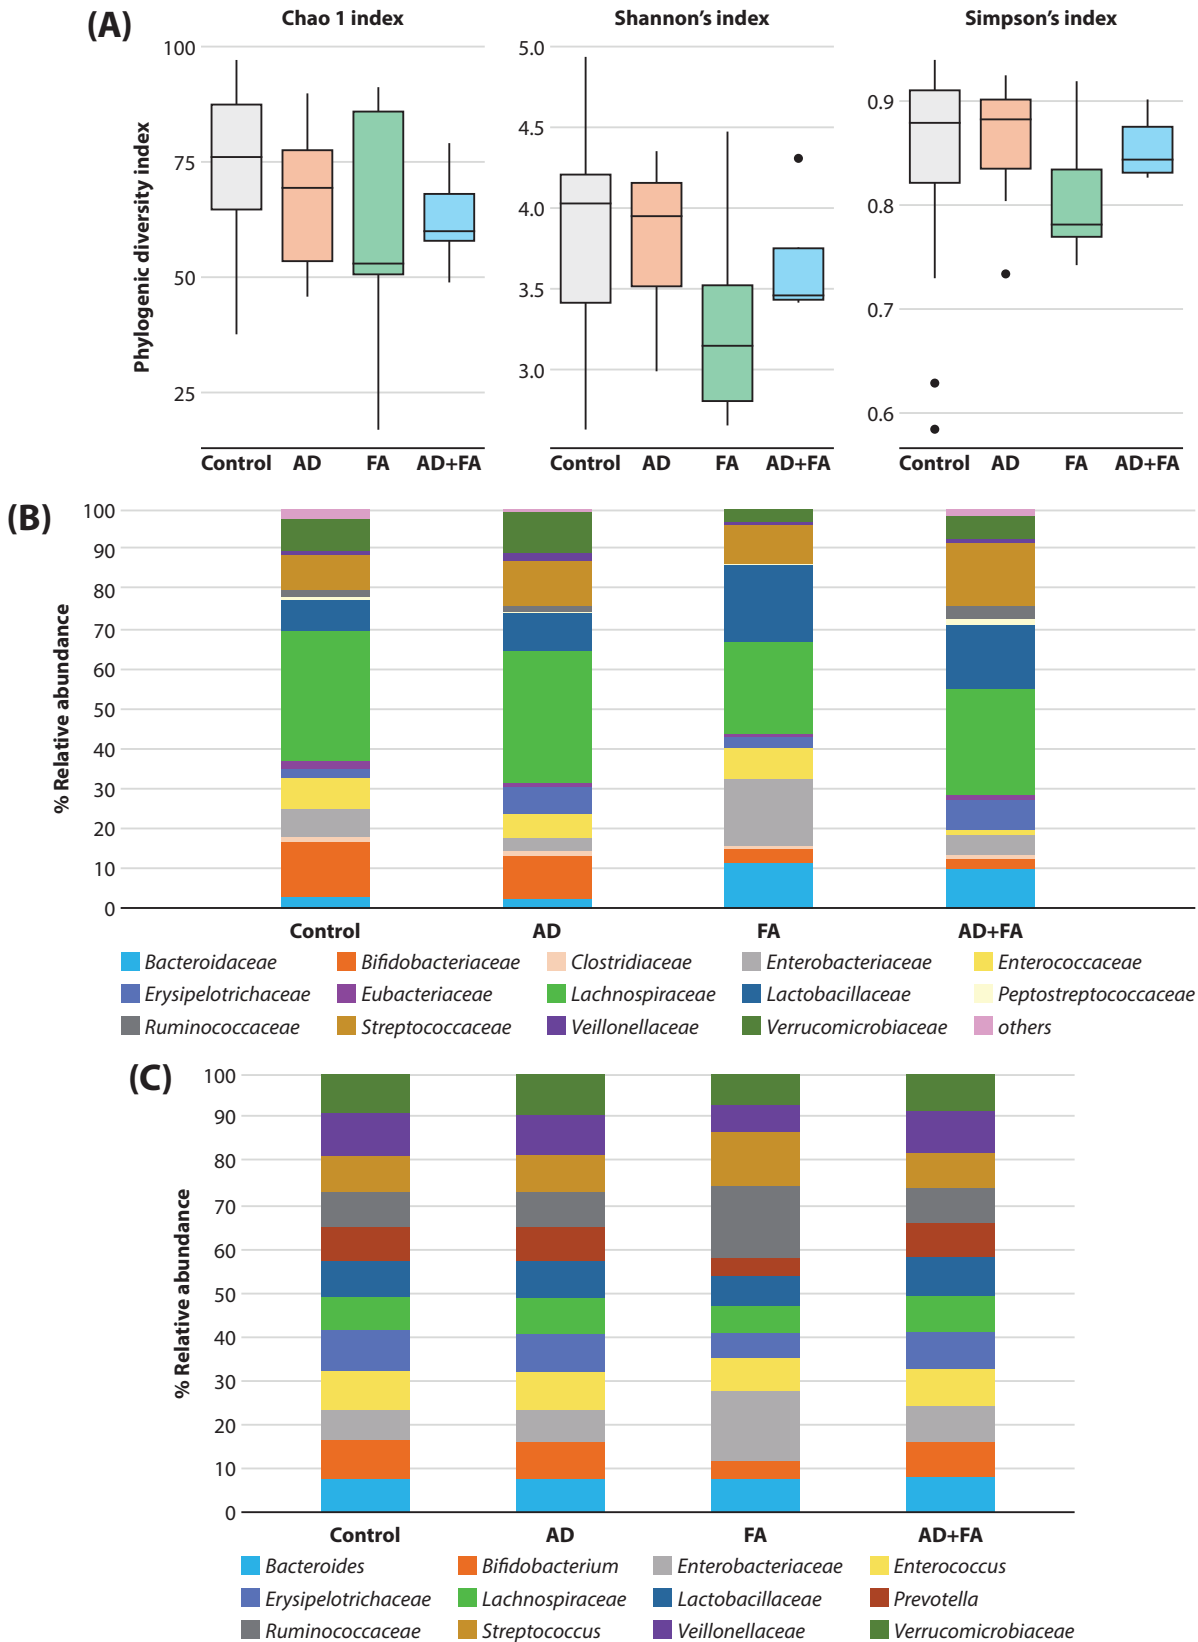 (A)
Chao 1 index
Shannon's index
Simpson's index
Phylogenic diversity index
100
75
50
25
Control AD FA AD+FA
5.0
4.5
4.0
3.5
3.0
Control AD FA AD+FA
0.9
0.8
0.7
0.6
Control AD FA AD+FA
(B)
% Relative abundance
100
90
80
70
60
50
40
30
20
10
0
Control AD FA AD+FA
Bacteroidaceae Bifidobacteriaceae Clostridiaceae Enterobacteriaceae Enterococcaceae
Erysipelotrichaceae Eubacteriaceae Lachnospiraceae Lactobacillaceae Peptostreptococcaceae
Ruminococcaceae Streptococcaceae Veillonellaceae Verrucomicrobiaceae others
(C)
% Relative abundance
100
90
80
70
60
50
40
30
20
10
0
Control AD FA AD+FA
Bacteroides Bifidobacterium Enterobacteriaceae Enterococcus
Erysipelotrichaceae Lachnospiraceae Lactobacillaceae Prevotella
Ruminococcaceae Streptococcus Veillonellaceae Verrucomicrobiaceae